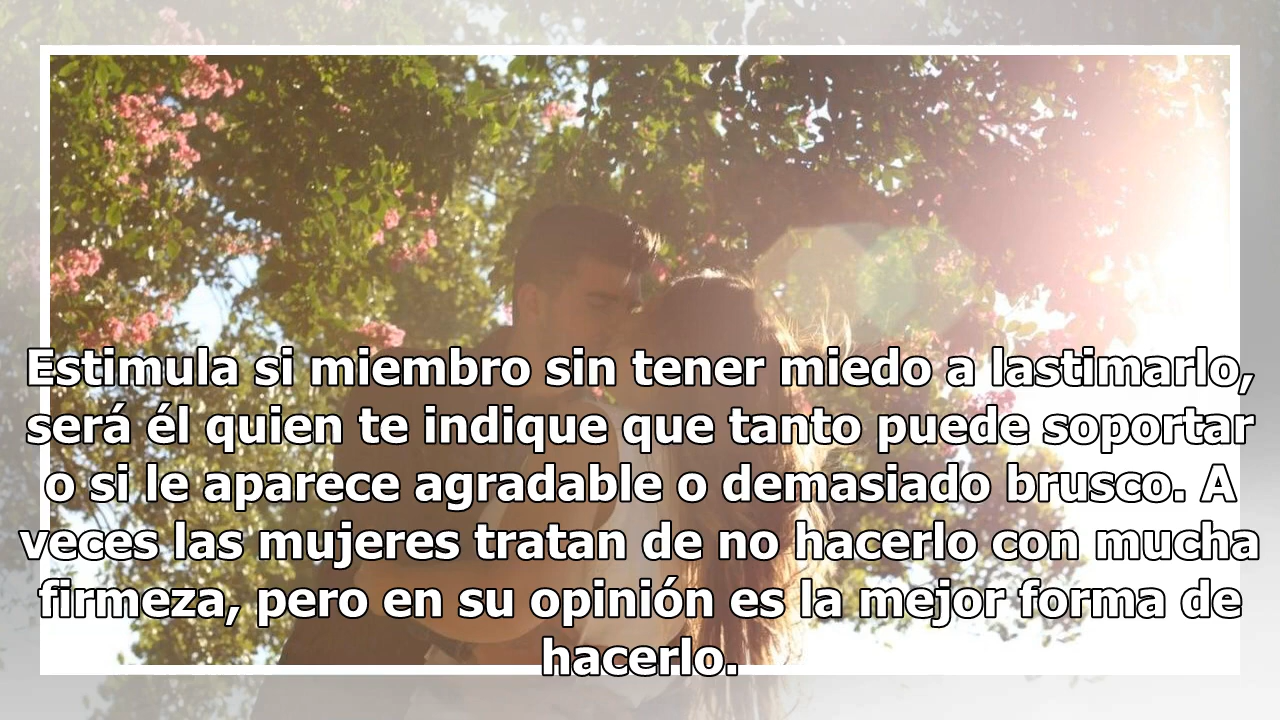 Estimula si miembro sin tener miedo a lastimarlo,
será él quien te indique que tanto puede soportar
o si le aparece agradable o demasiado brusco. A
veces las mujeres tratan de no hacerlo con mucha
firmeza, pero en su opinión es la mejor forma de
hacerlo.